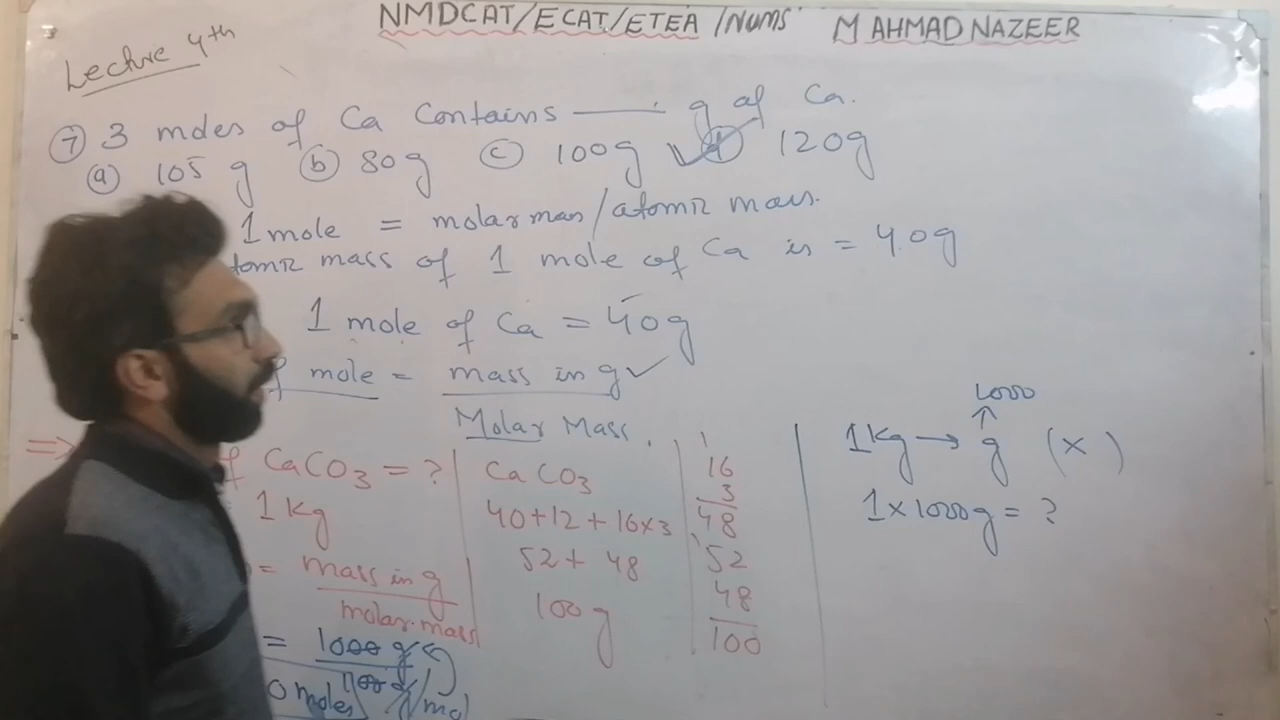 NMDCAT/ECAT/ETEA/NUMS M AHMAD NAZEER
Lecture 4th
⑦ 3 moles of Ca Contains —— g of Ca.
ⓐ 105 g ⓑ 80g ⓒ 100g ✓ⓓ 120g
1 mole = molar mass/atomic mass.
tomic mass of 1 mole of Ca is = 40g
1 mole of Ca = 40g
f mole = mass in g ✓
Molar Mass.
⇒ of CaCO3 = ?
1 Kg
= mass in g
molar mass
= 1000 g
100 g/mol
0 moles
CaCO3
40+12+16×3
52+ 48
100 g
16
3
48
52
48
100
1000
↑
1Kg → g (×)
1×1000g = ?